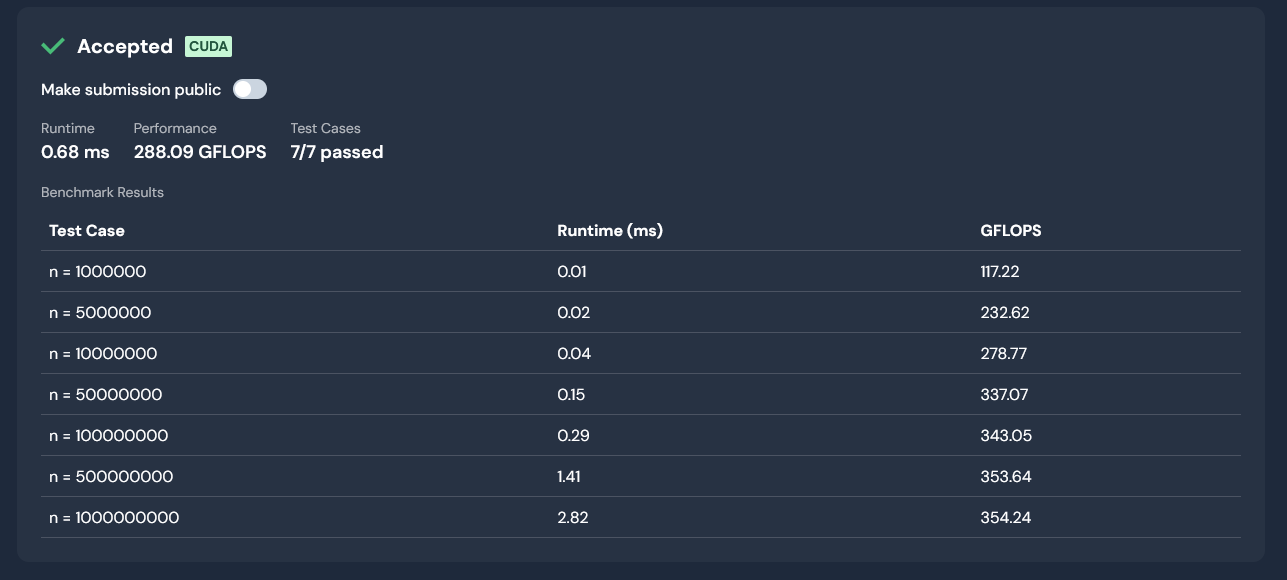 Accepted CUDA
Make submission public
Runtime Performance Test Cases
0.68 ms 288.09 GFLOPS 7/7 passed
Benchmark Results
Test Case Runtime (ms) GFLOPS
n = 1000000 0.01 117.22
n = 5000000 0.02 232.62
n = 10000000 0.04 278.77
n = 50000000 0.15 337.07
n = 100000000 0.29 343.05
n = 500000000 1.41 353.64
n = 1000000000 2.82 354.24